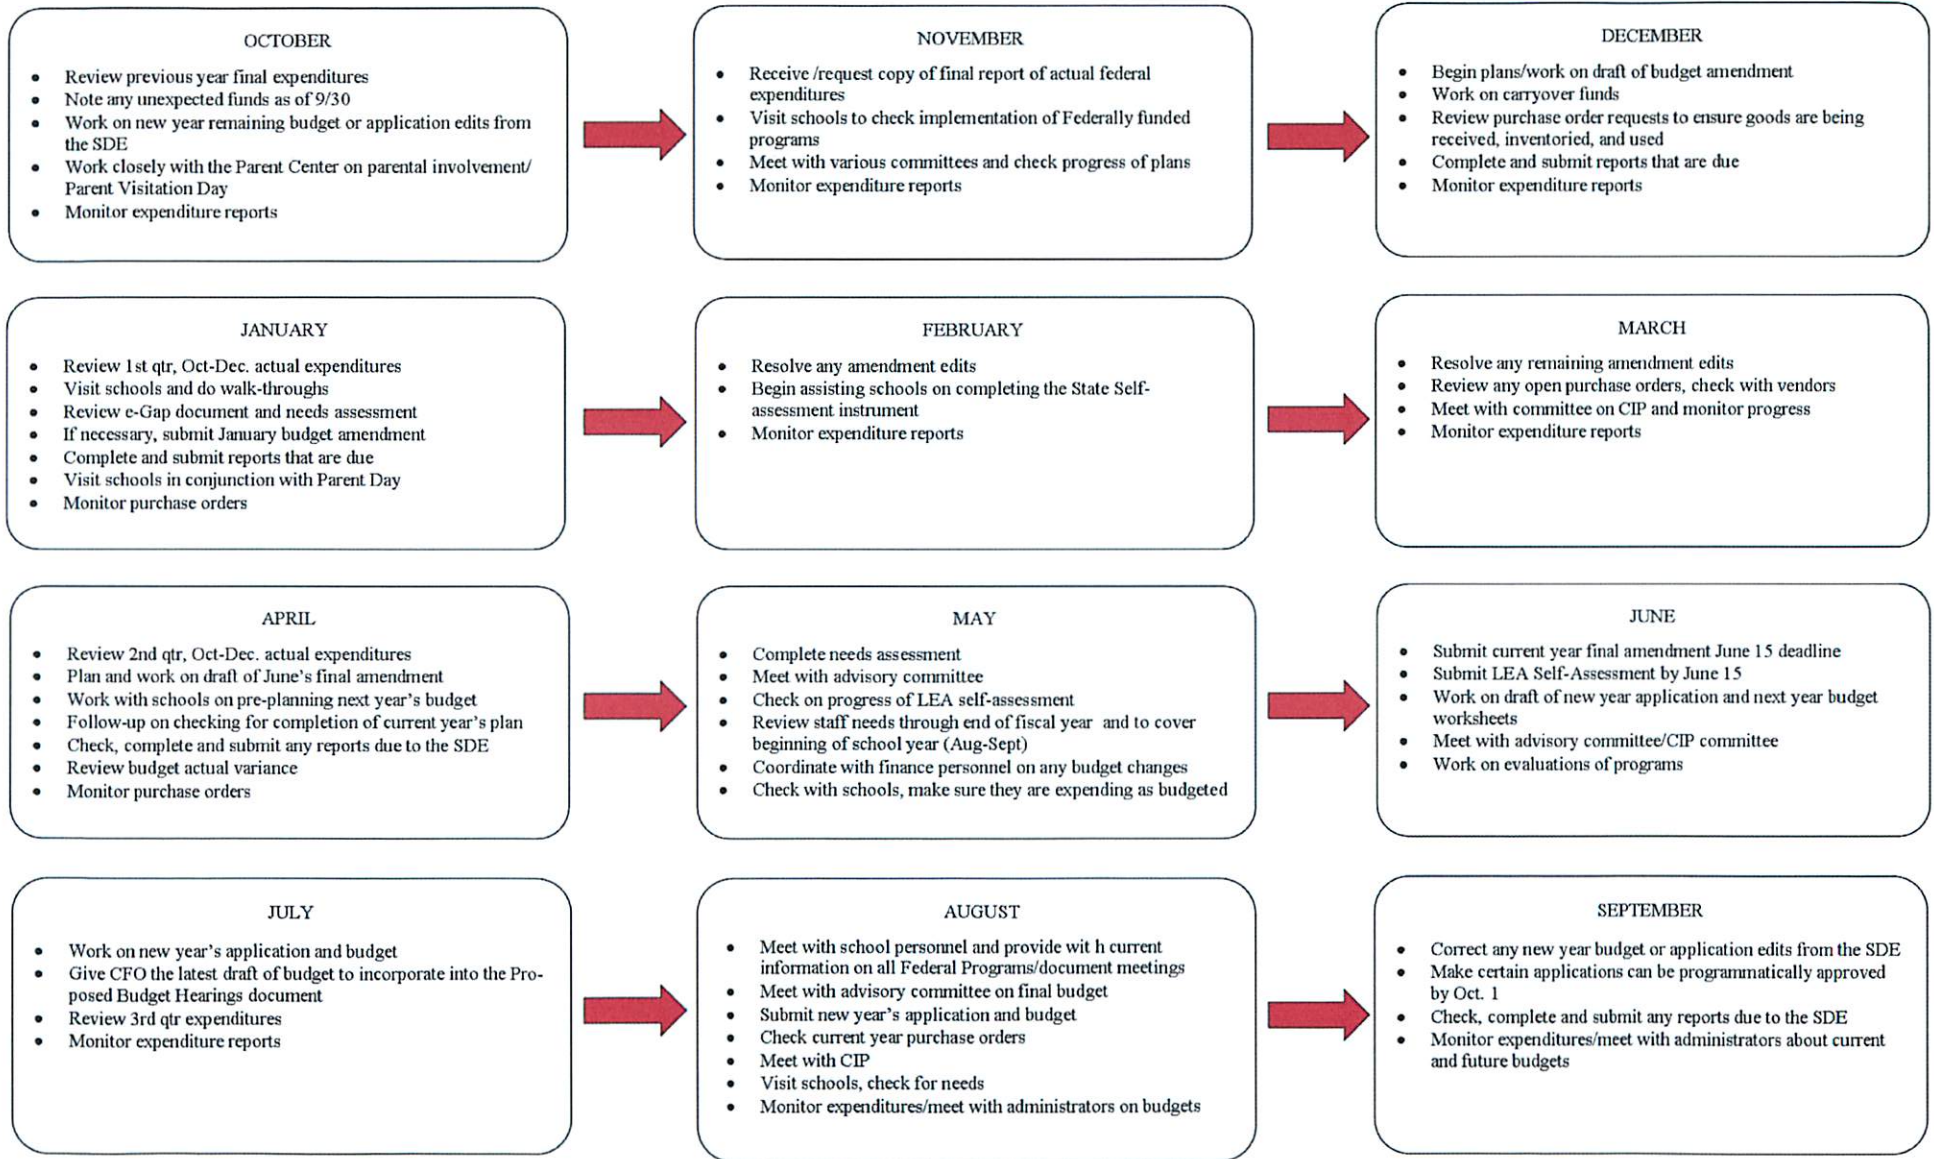 OCTOBER
• Review previous year final expenditures
• Note any unexpected funds as of 9/30
• Work on new year remaining budget or application edits from
the SDE
• Work closely with the Parent Center on parental involvement/
Parent Visitation Day
• Monitor expenditure reports
NOVEMBER
• Receive /request copy of final report of actual federal
expenditures
• Visit schools to check implementation of Federally funded
programs
• Meet with various committees and check progress of plans
• Monitor expenditure reports
DECEMBER
• Begin plans/work on draft of budget amendment
• Work on carryover funds
• Review purchase order requests to ensure goods are being
received, inventoried, and used
• Complete and submit reports that are due
• Monitor expenditure reports
JANUARY
• Review 1st qtr, Oct-Dec. actual expenditures
• Visit schools and do walk-throughs
• Review e-Gap document and needs assessment
• If necessary, submit January budget amendment
• Complete and submit reports that are due
• Visit schools in conjunction with Parent Day
• Monitor purchase orders
FEBRUARY
• Resolve any amendment edits
• Begin assisting schools on completing the State Self-
assessment instrument
• Monitor expenditure reports
MARCH
• Resolve any remaining amendment edits
• Review any open purchase orders, check with vendors
• Meet with committee on CIP and monitor progress
• Monitor expenditure reports
APRIL
• Review 2nd qtr, Oct-Dec. actual expenditures
• Plan and work on draft of June's final amendment
• Work with schools on pre-planning next year's budget
• Follow-up on checking for completion of current year's plan
• Check, complete and submit any reports due to the SDE
• Review budget actual variance
• Monitor purchase orders
MAY
• Complete needs assessment
• Meet with advisory committee
• Check on progress of LEA self-assessment
• Review staff needs through end of fiscal year and to cover
beginning of school year (Aug-Sept)
• Coordinate with finance personnel on any budget changes
• Check with schools, make sure they are expending as budgeted
JUNE
• Submit current year final amendment June 15 deadline
• Submit LEA Self-Assessment by June 15
• Work on draft of new year application and next year budget
worksheets
• Meet with advisory committee/CIP committee
• Work on evaluations of programs
JULY
• Work on new year's application and budget
• Give CFO the latest draft of budget to incorporate into the Pro-
posed Budget Hearings document
• Review 3rd qtr expenditures
• Monitor expenditure reports
AUGUST
• Meet with school personnel and provide wit h current
information on all Federal Programs/document meetings
• Meet with advisory committee on final budget
• Submit new year's application and budget
• Check current year purchase orders
• Meet with CIP
• Visit schools, check for needs
• Monitor expenditures/meet with administrators on budgets
SEPTEMBER
• Correct any new year budget or application edits from the SDE
• Make certain applications can be programmatically approved
by Oct. 1
• Check, complete and submit any reports due to the SDE
• Monitor expenditures/meet with administrators about current
and future budgets